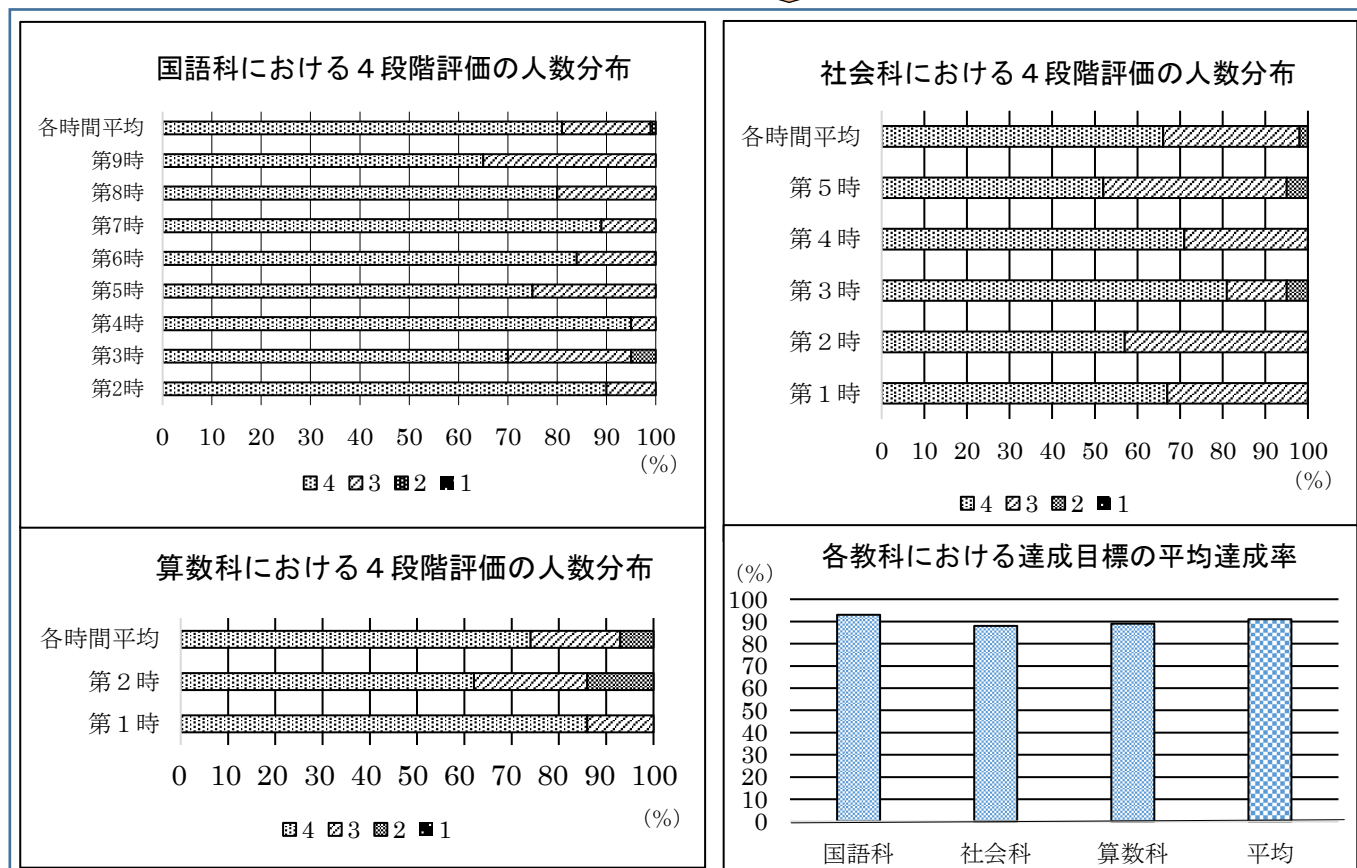 国語科における４段階評価の人数分布
各時間平均
第9時
第8時
第7時
第6時
第5時
第4時
第3時
第2時
0 10 20 30 40 50 60 70 80 90 100
(%)
4 3 2 1
社会科における４段階評価の人数分布
各時間平均
第５時
第４時
第３時
第２時
第１時
0 10 20 30 40 50 60 70 80 90 100
(%)
4 3 2 1
算数科における４段階評価の人数分布
各時間平均
第２時
第１時
0 10 20 30 40 50 60 70 80 90 100
(%)
4 3 2 1
各教科における達成目標の平均達成率
(%)
100
90
80
70
60
50
40
30
20
10
0
国語科 社会科 算数科 平均